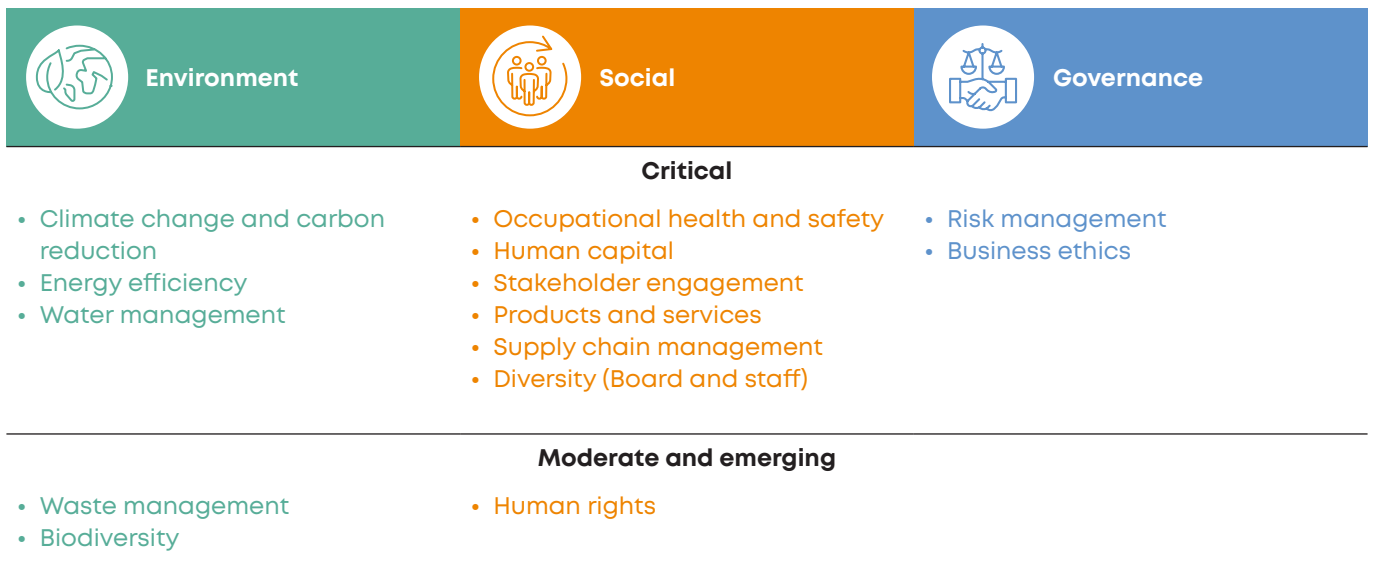 Environment
Social
Governance
Critical
• Climate change and carbon
reduction
• Energy efficiency
• Water management
• Occupational health and safety
• Human capital
• Stakeholder engagement
• Products and services
• Supply chain management
• Diversity (Board and staff)
• Risk management
• Business ethics
Moderate and emerging
• Waste management
• Biodiversity
• Human rights